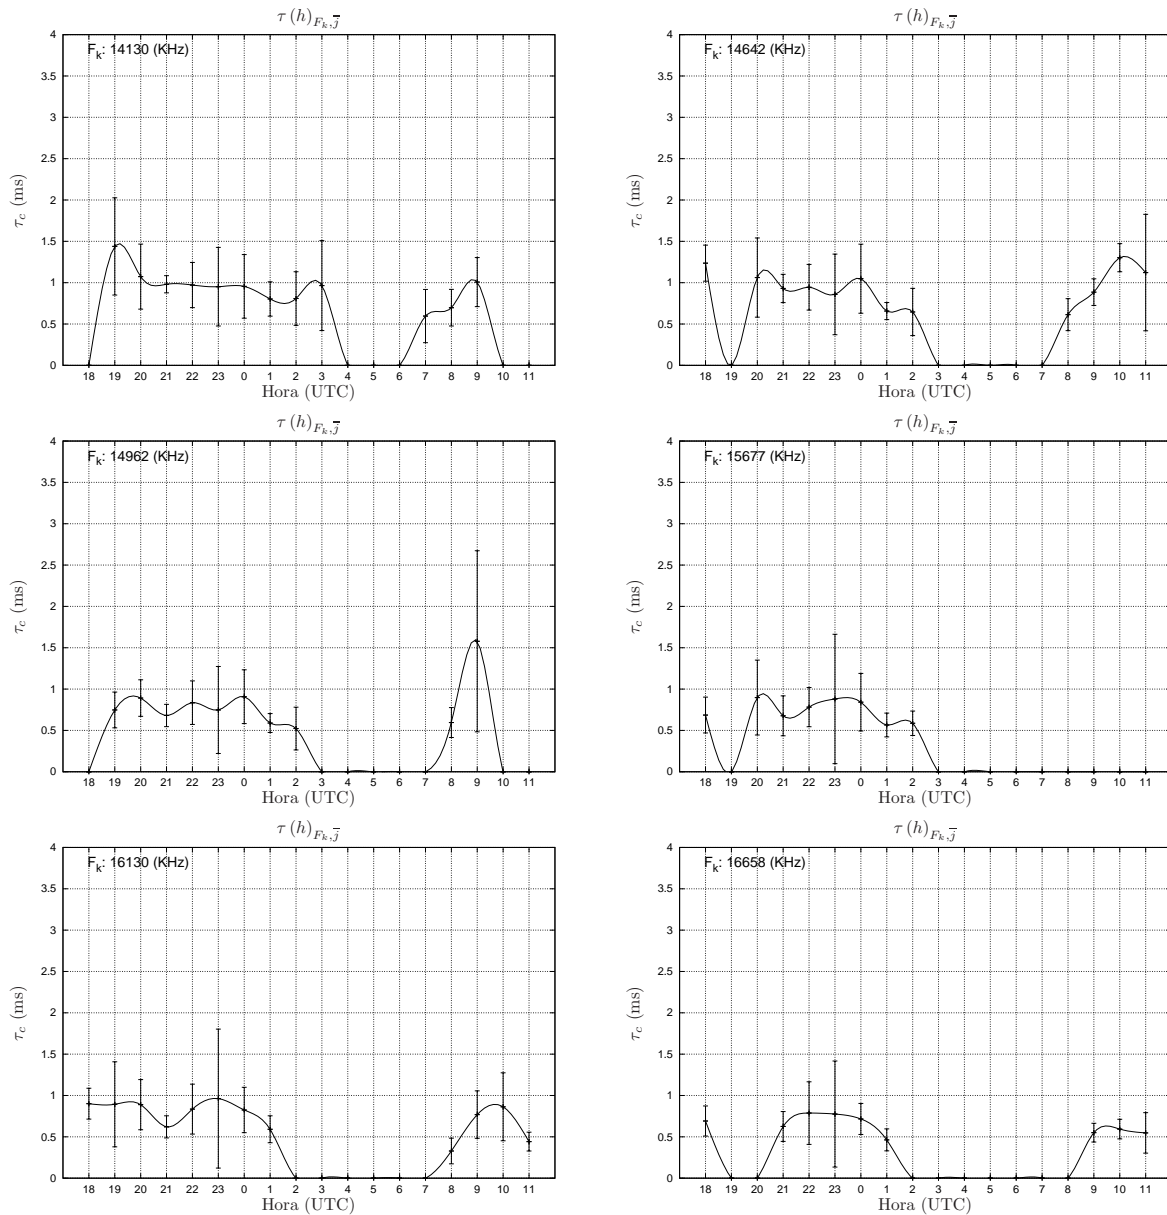 τ (h)_{F_k, \overline{j}}
F_k: 14130 (KHz)
4
3.5
3
2.5
2
1.5
1
0.5
0
τ_c (ms)
18 19 20 21 22 23 0 1 2 3 4 5 6 7 8 9 10 11
Hora (UTC)
τ (h)_{F_k, \overline{j}}
F_k: 14642 (KHz)
4
3.5
3
2.5
2
1.5
1
0.5
0
τ_c (ms)
18 19 20 21 22 23 0 1 2 3 4 5 6 7 8 9 10 11
Hora (UTC)
τ (h)_{F_k, \overline{j}}
F_k: 14962 (KHz)
4
3.5
3
2.5
2
1.5
1
0.5
0
τ_c (ms)
18 19 20 21 22 23 0 1 2 3 4 5 6 7 8 9 10 11
Hora (UTC)
τ (h)_{F_k, \overline{j}}
F_k: 15677 (KHz)
4
3.5
3
2.5
2
1.5
1
0.5
0
τ_c (ms)
18 19 20 21 22 23 0 1 2 3 4 5 6 7 8 9 10 11
Hora (UTC)
τ (h)_{F_k, \overline{j}}
F_k: 16130 (KHz)
4
3.5
3
2.5
2
1.5
1
0.5
0
τ_c (ms)
18 19 20 21 22 23 0 1 2 3 4 5 6 7 8 9 10 11
Hora (UTC)
τ (h)_{F_k, \overline{j}}
F_k: 16658 (KHz)
4
3.5
3
2.5
2
1.5
1
0.5
0
τ_c (ms)
18 19 20 21 22 23 0 1 2 3 4 5 6 7 8 9 10 11
Hora (UTC)